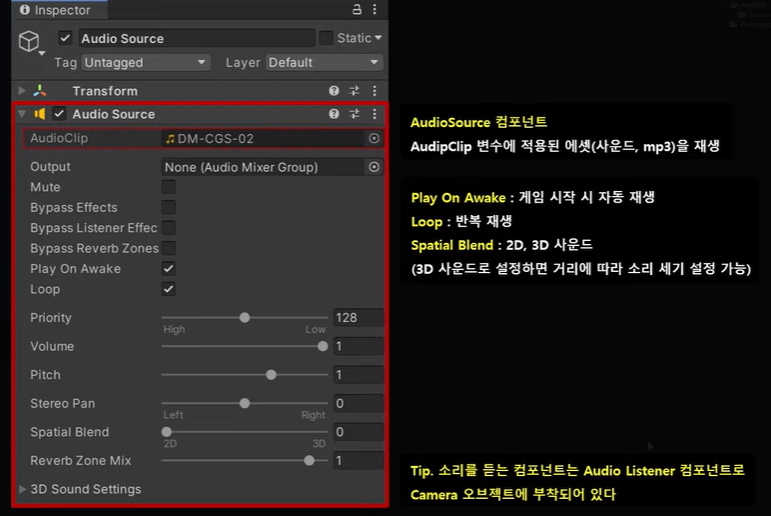 Inspector
Audio Source
Static
Tag Untagged Layer Default
Transform
Audio Source
AudioClip DM-CGS-02
Output None (Audio Mixer Group)
Mute
Bypass Effects
Bypass Listener Effec
Bypass Reverb Zones
Play On Awake
Loop
Priority 128
High Low
Volume 1
Pitch 1
Stereo Pan 0
Left Right
Spatial Blend 0
2D 3D
Reverb Zone Mix 1
3D Sound Settings
AudioSource 컴포넌트
AudipClip 변수에 적용된 에셋(사운드, mp3)을 재생
Play On Awake : 게임 시작 시 자동 재생
Loop : 반복 재생
Spatial Blend : 2D, 3D 사운드
(3D 사운드로 설정하면 거리에 따라 소리 세기 설정 가능)
Tip. 소리를 듣는 컴포넌트는 Audio Listener 컴포넌트로
Camera 오브젝트에 부착되어 있다